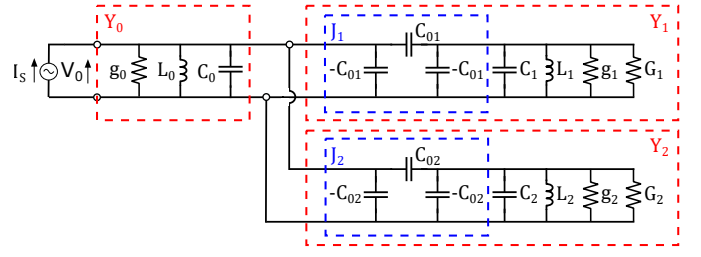 Y₀
J₁
C₀₁
Y₁
I_S
V₀
g₀
L₀
C₀
-C₀₁
-C₀₁
C₁
L₁
g₁
G₁
J₂
C₀₂
Y₂
-C₀₂
-C₀₂
C₂
L₂
g₂
G₂